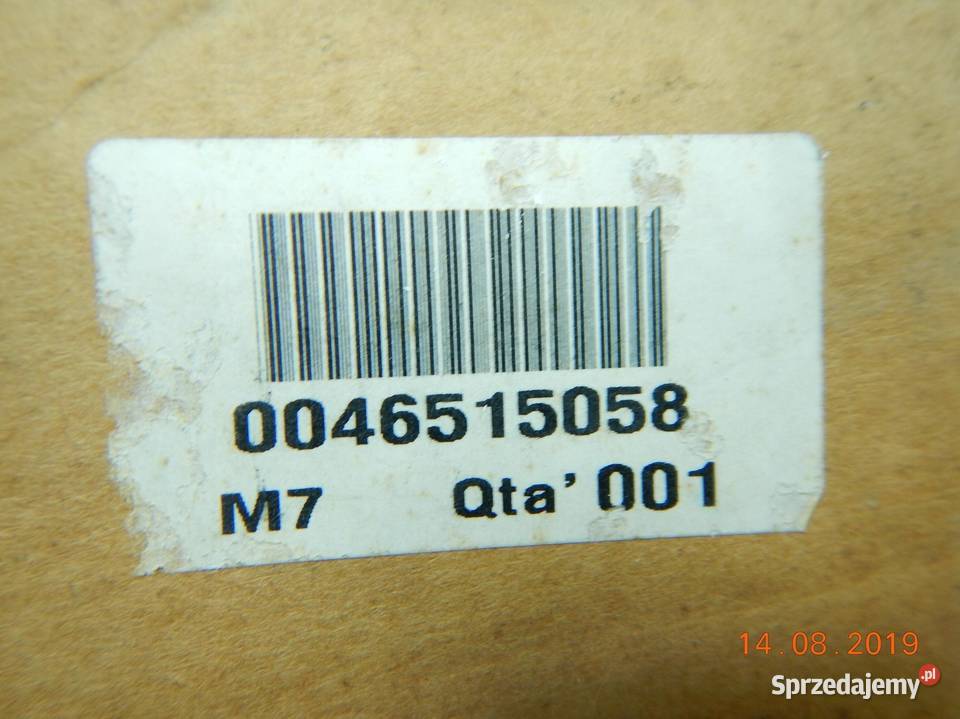 0046515058
M7 Qta' 001
14.08.2019
Sprzedajemy.pl